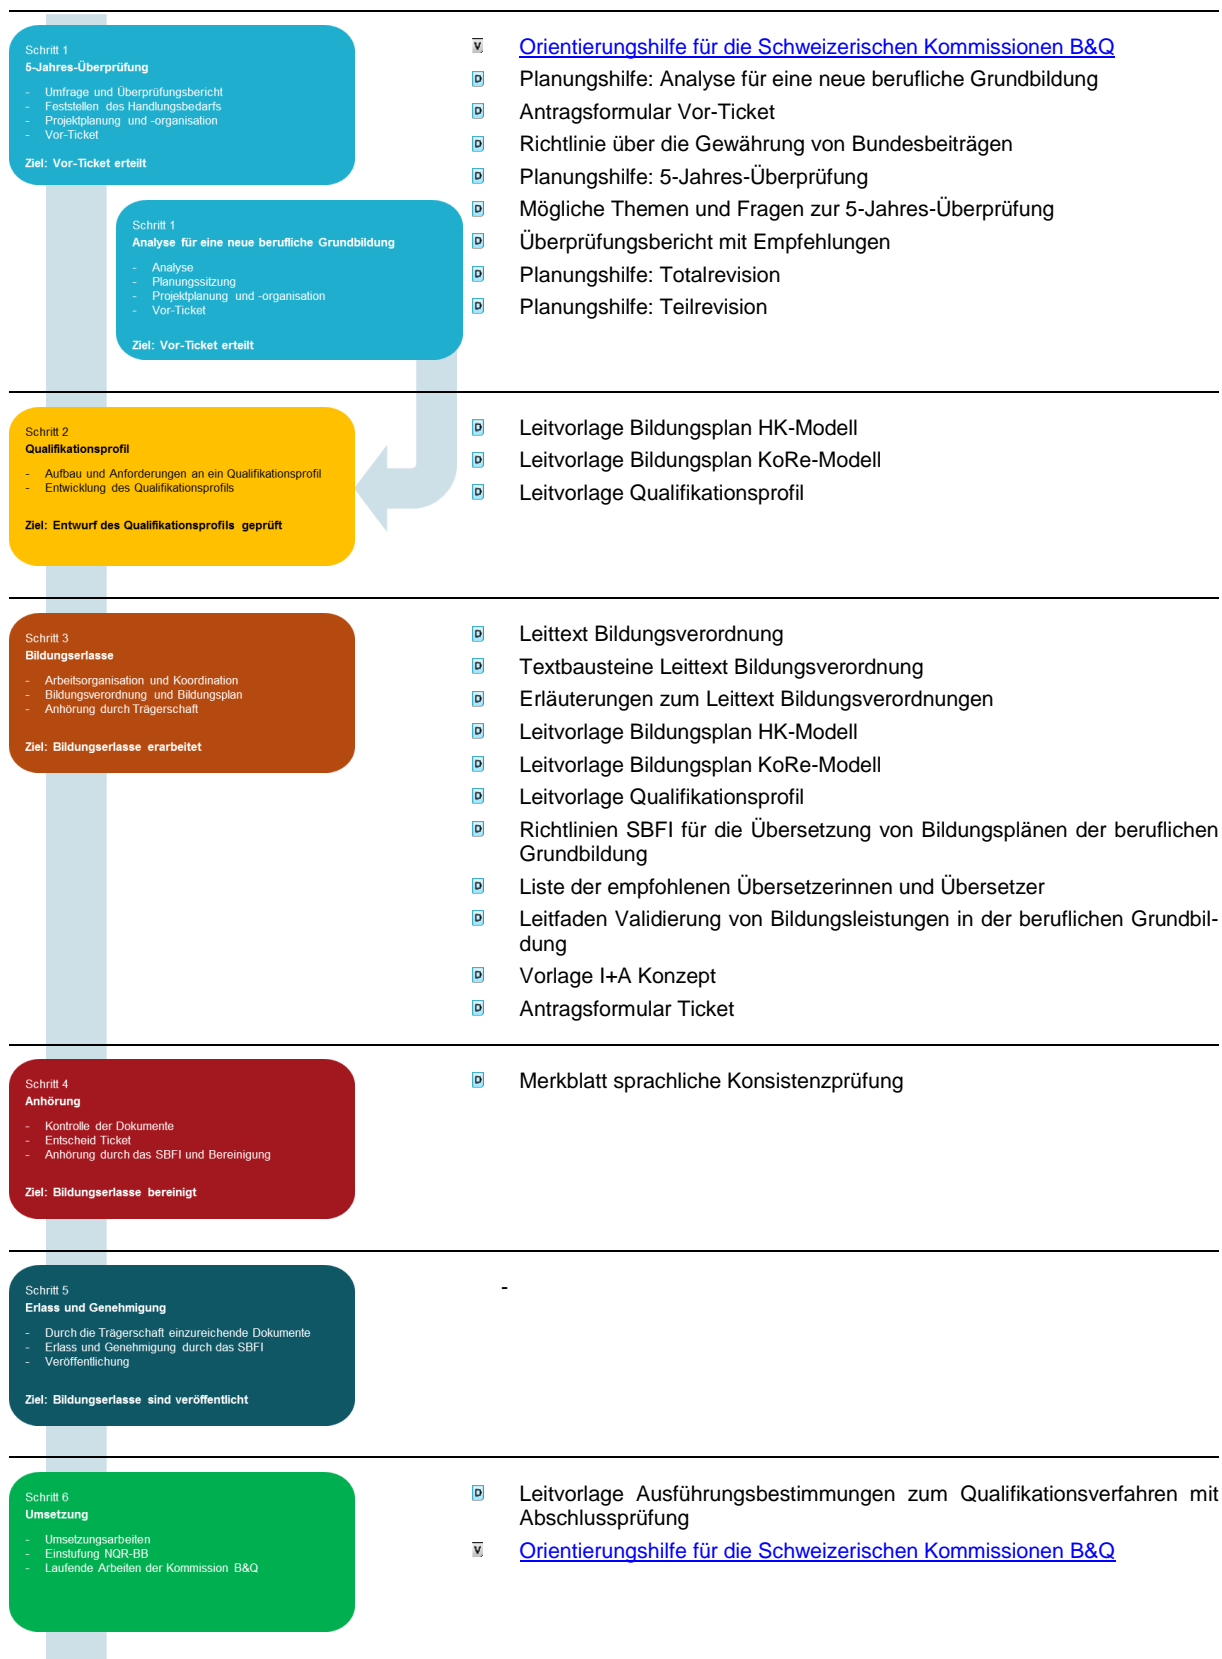 Schritt 1
5-Jahres-Überprüfung
- Umfrage und Überprüfungsbericht
- Feststellen des Handlungsbedarfs
- Projektplanung und -organisation
- Vor-Ticket
Ziel: Vor-Ticket erteilt
Schritt 1
Analyse für eine neue berufliche Grundbildung
- Analyse
- Planungssitzung
- Projektplanung und -organisation
- Vor-Ticket
Ziel: Vor-Ticket erteilt
V Orientierungshilfe für die Schweizerischen Kommissionen B&Q
D Planungshilfe: Analyse für eine neue berufliche Grundbildung
D Antragsformular Vor-Ticket
D Richtlinie über die Gewährung von Bundesbeiträgen
D Planungshilfe: 5-Jahres-Überprüfung
D Mögliche Themen und Fragen zur 5-Jahres-Überprüfung
D Überprüfungsbericht mit Empfehlungen
D Planungshilfe: Totalrevision
D Planungshilfe: Teilrevision
Schritt 2
Qualifikationsprofil
- Aufbau und Anforderungen an ein Qualifikationsprofil
- Entwicklung des Qualifikationsprofils
Ziel: Entwurf des Qualifikationsprofils geprüft
D Leitvorlage Bildungsplan HK-Modell
D Leitvorlage Bildungsplan KoRe-Modell
D Leitvorlage Qualifikationsprofil
Schritt 3
Bildungserlasse
- Arbeitsorganisation und Koordination
- Bildungsverordnung und Bildungsplan
- Anhörung durch Trägerschaft
Ziel: Bildungserlasse erarbeitet
D Leittext Bildungsverordnung
D Textbausteine Leittext Bildungsverordnung
D Erläuterungen zum Leittext Bildungsverordnungen
D Leitvorlage Bildungsplan HK-Modell
D Leitvorlage Bildungsplan KoRe-Modell
D Leitvorlage Qualifikationsprofil
D Richtlinien SBFI für die Übersetzung von Bildungsplänen der beruflichen
Grundbildung
D Liste der empfohlenen Übersetzerinnen und Übersetzer
D Leitfaden Validierung von Bildungsleistungen in der beruflichen Grundbil-
dung
D Vorlage I+A Konzept
D Antragsformular Ticket
Schritt 4
Anhörung
- Kontrolle der Dokumente
- Entscheid Ticket
- Anhörung durch das SBFI und Bereinigung
Ziel: Bildungserlasse bereinigt
D Merkblatt sprachliche Konsistenzprüfung
Schritt 5
Erlass und Genehmigung
- Durch die Trägerschaft einzureichende Dokumente
- Erlass und Genehmigung durch das SBFI
- Veröffentlichung
Ziel: Bildungserlasse sind veröffentlicht
-
Schritt 6
Umsetzung
- Umsetzungsarbeiten
- Einstufung NQR-BB
- Laufende Arbeiten der Kommission B&Q
D Leitvorlage Ausführungsbestimmungen zum Qualifikationsverfahren mit
Abschlussprüfung
V Orientierungshilfe für die Schweizerischen Kommissionen B&Q